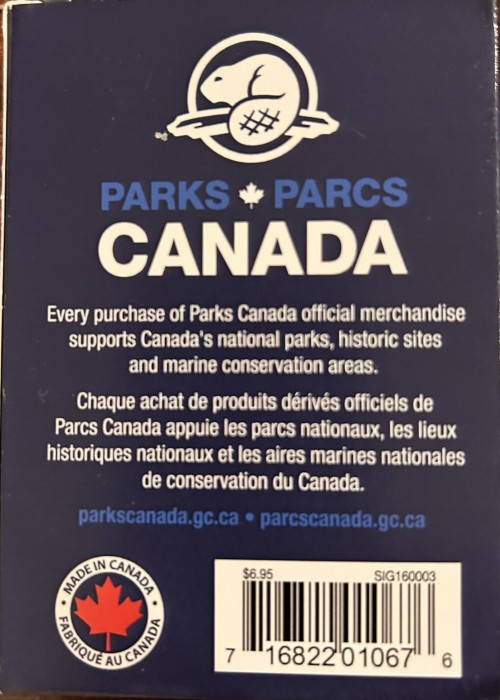 PARKS PARCS
CANADA
Every purchase of Parks Canada official merchandise
supports Canada's national parks, historic sites
and marine conservation areas.
Chaque achat de produits dérivés officiels de
Parcs Canada appuie les parcs nationaux, les lieux
historiques nationaux et les aires marines nationales
de conservation du Canada.
parkscanada.gc.ca • parcscanada.gc.ca
• MADE IN CANADA •
FABRIQUÉ AU CANADA
$6.95 SIG160003
7 16822 01067 6